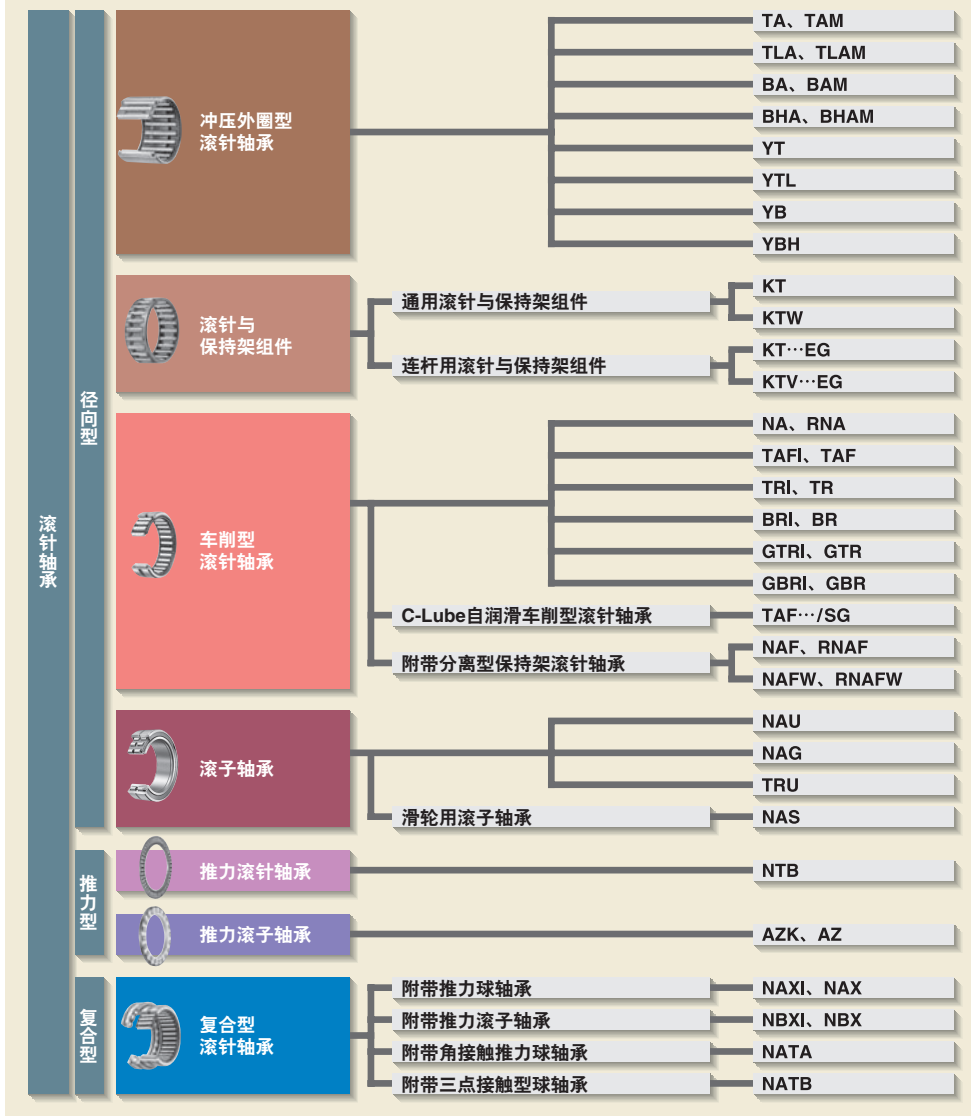 滚针轴承
径向型
冲压外圈型
滚针轴承
TA、TAM
TLA、TLAM
BA、BAM
BHA、BHAM
YT
YTL
YB
YBH
滚针与
保持架组件
通用滚针与保持架组件
KT
KTW
连杆用滚针与保持架组件
KT···EG
KTV···EG
车削型
滚针轴承
NA、RNA
TAFI、TAF
TRI、TR
BRI、BR
GTRI、GTR
GBRI、GBR
C-Lube自润滑车削型滚针轴承
TAF···/SG
附带分离型保持架滚针轴承
NAF、RNAF
NAFW、RNAFW
滚子轴承
NAU
NAG
TRU
滑轮用滚子轴承
NAS
推力型
推力滚针轴承
NTB
推力滚子轴承
AZK、AZ
复合型
复合型
滚针轴承
附带推力球轴承
NAXI、NAX
附带推力滚子轴承
NBXI、NBX
附带角接触推力球轴承
NATA
附带三点接触型球轴承
NATB